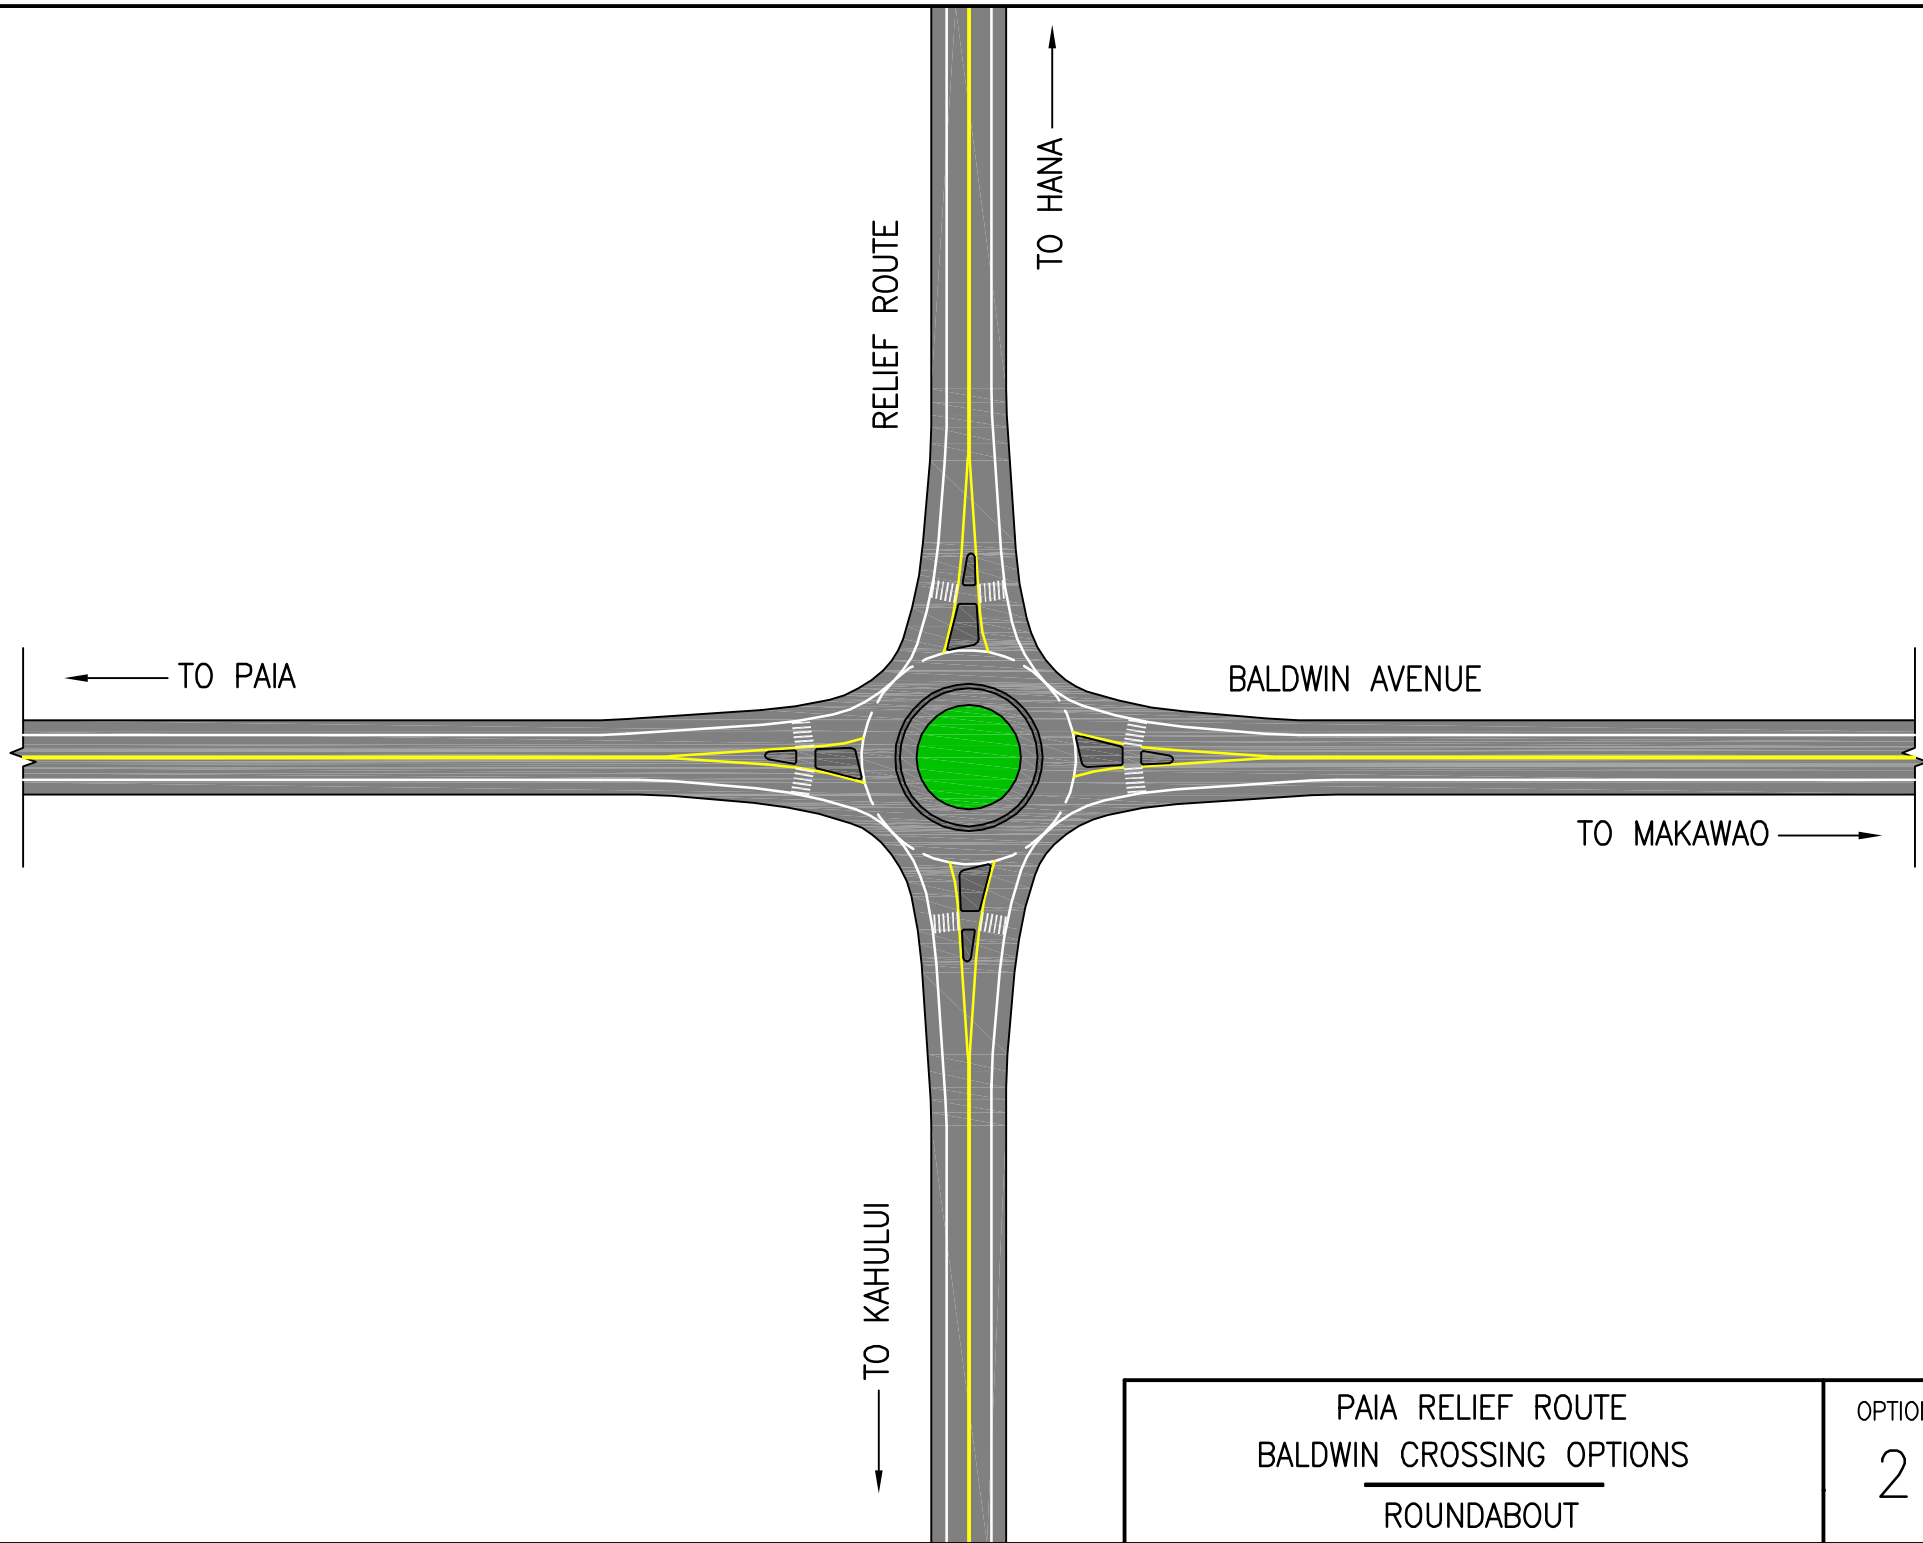 TO HANA
RELIEF ROUTE
TO PAIA
BALDWIN AVENUE
TO MAKAWAO
TO KAHULUI
PAIA RELIEF ROUTE
BALDWIN CROSSING OPTIONS
ROUNDABOUT
OPTION
2